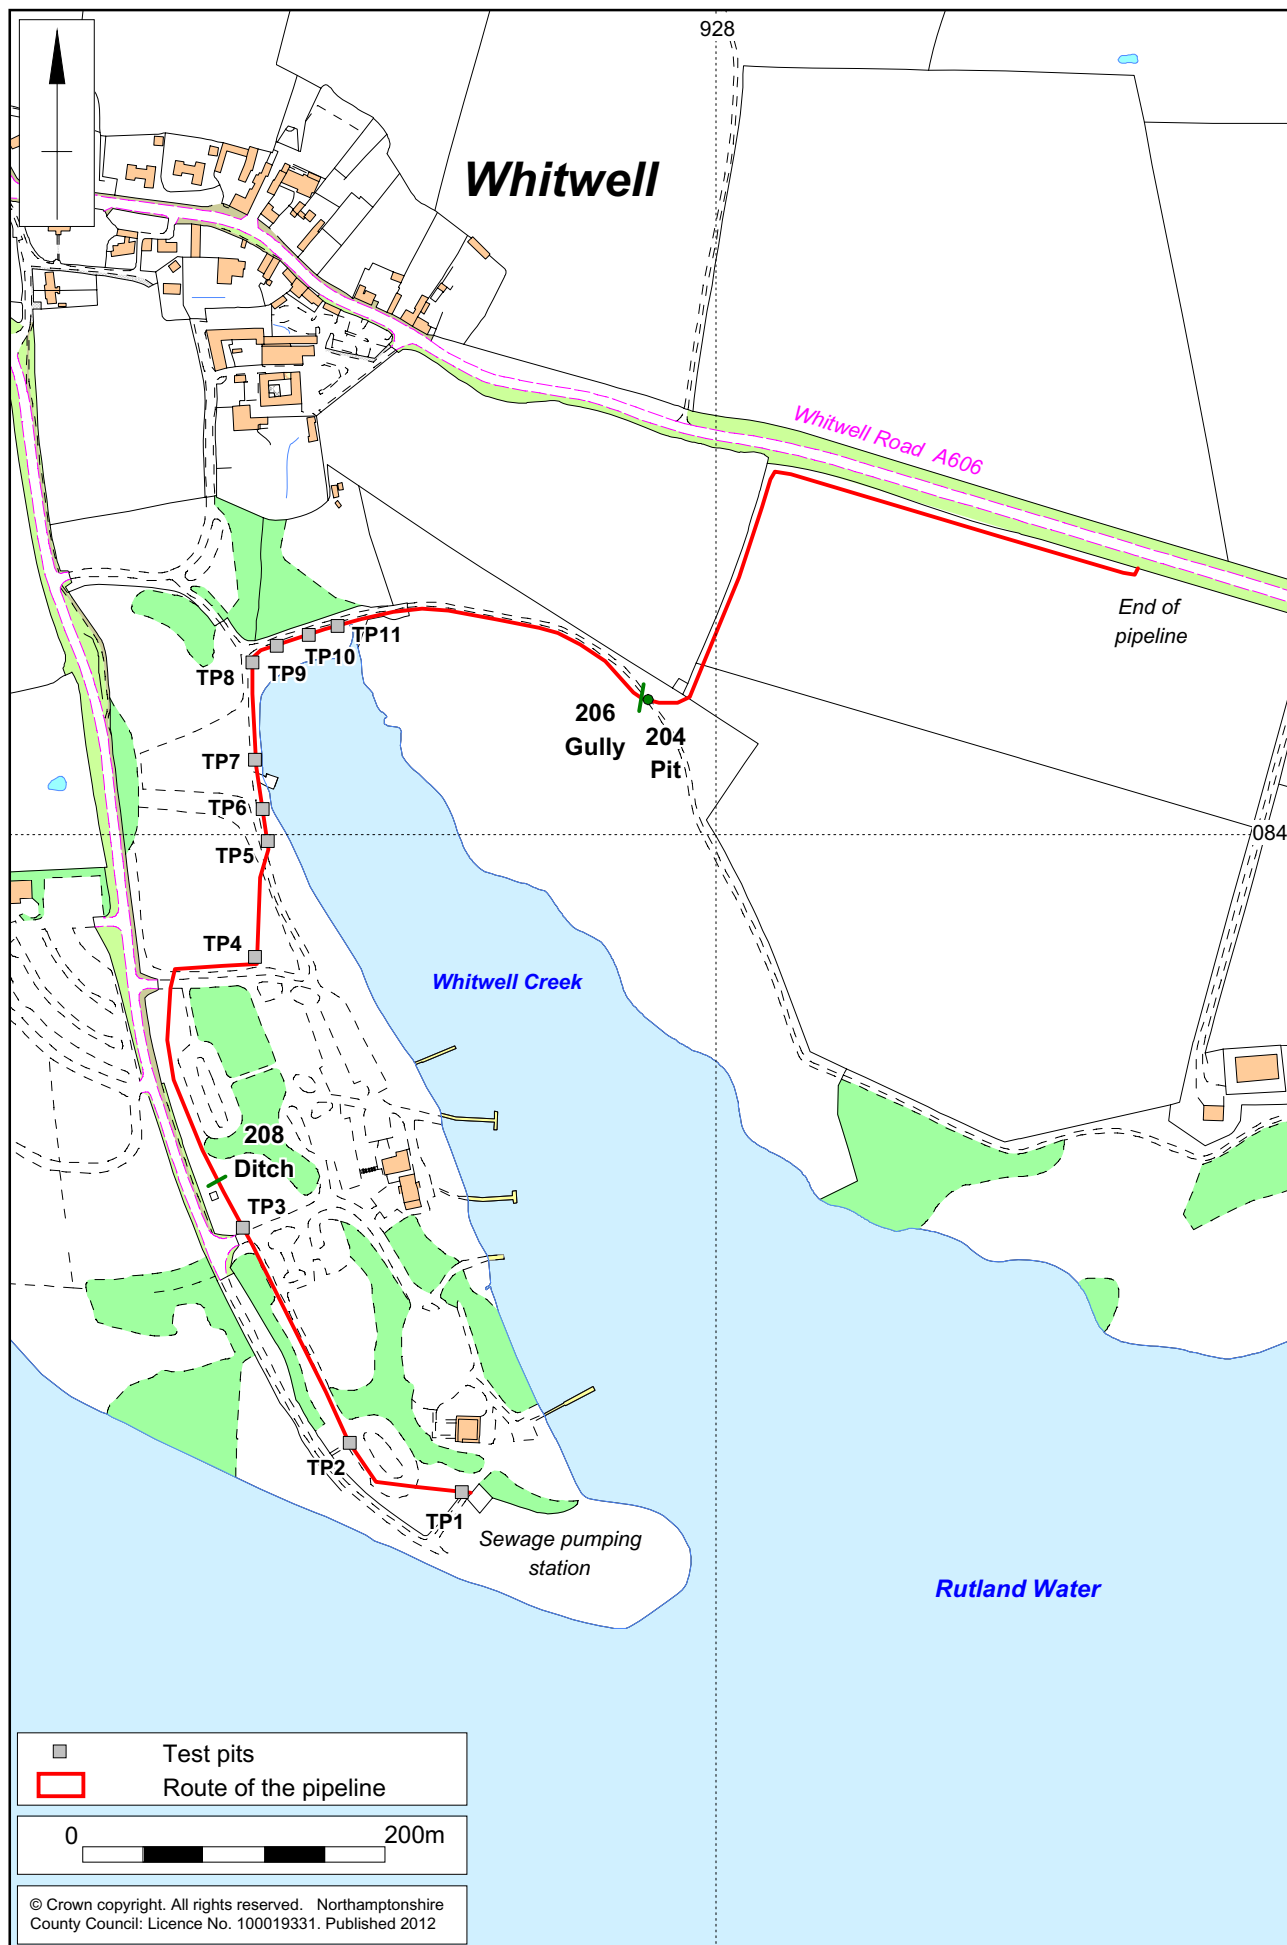 928
Whitwell
Whitwell Road A606
End of
pipeline
TP11
TP10
TP9
TP8
206
Gully
204
Pit
TP7
TP6
084
TP5
TP4
Whitwell Creek
208
Ditch
TP3
TP2
TP1
Sewage pumping
station
Rutland Water
Test pits
Route of the pipeline
0 200m
© Crown copyright. All rights reserved. Northamptonshire
County Council: Licence No. 100019331. Published 2012